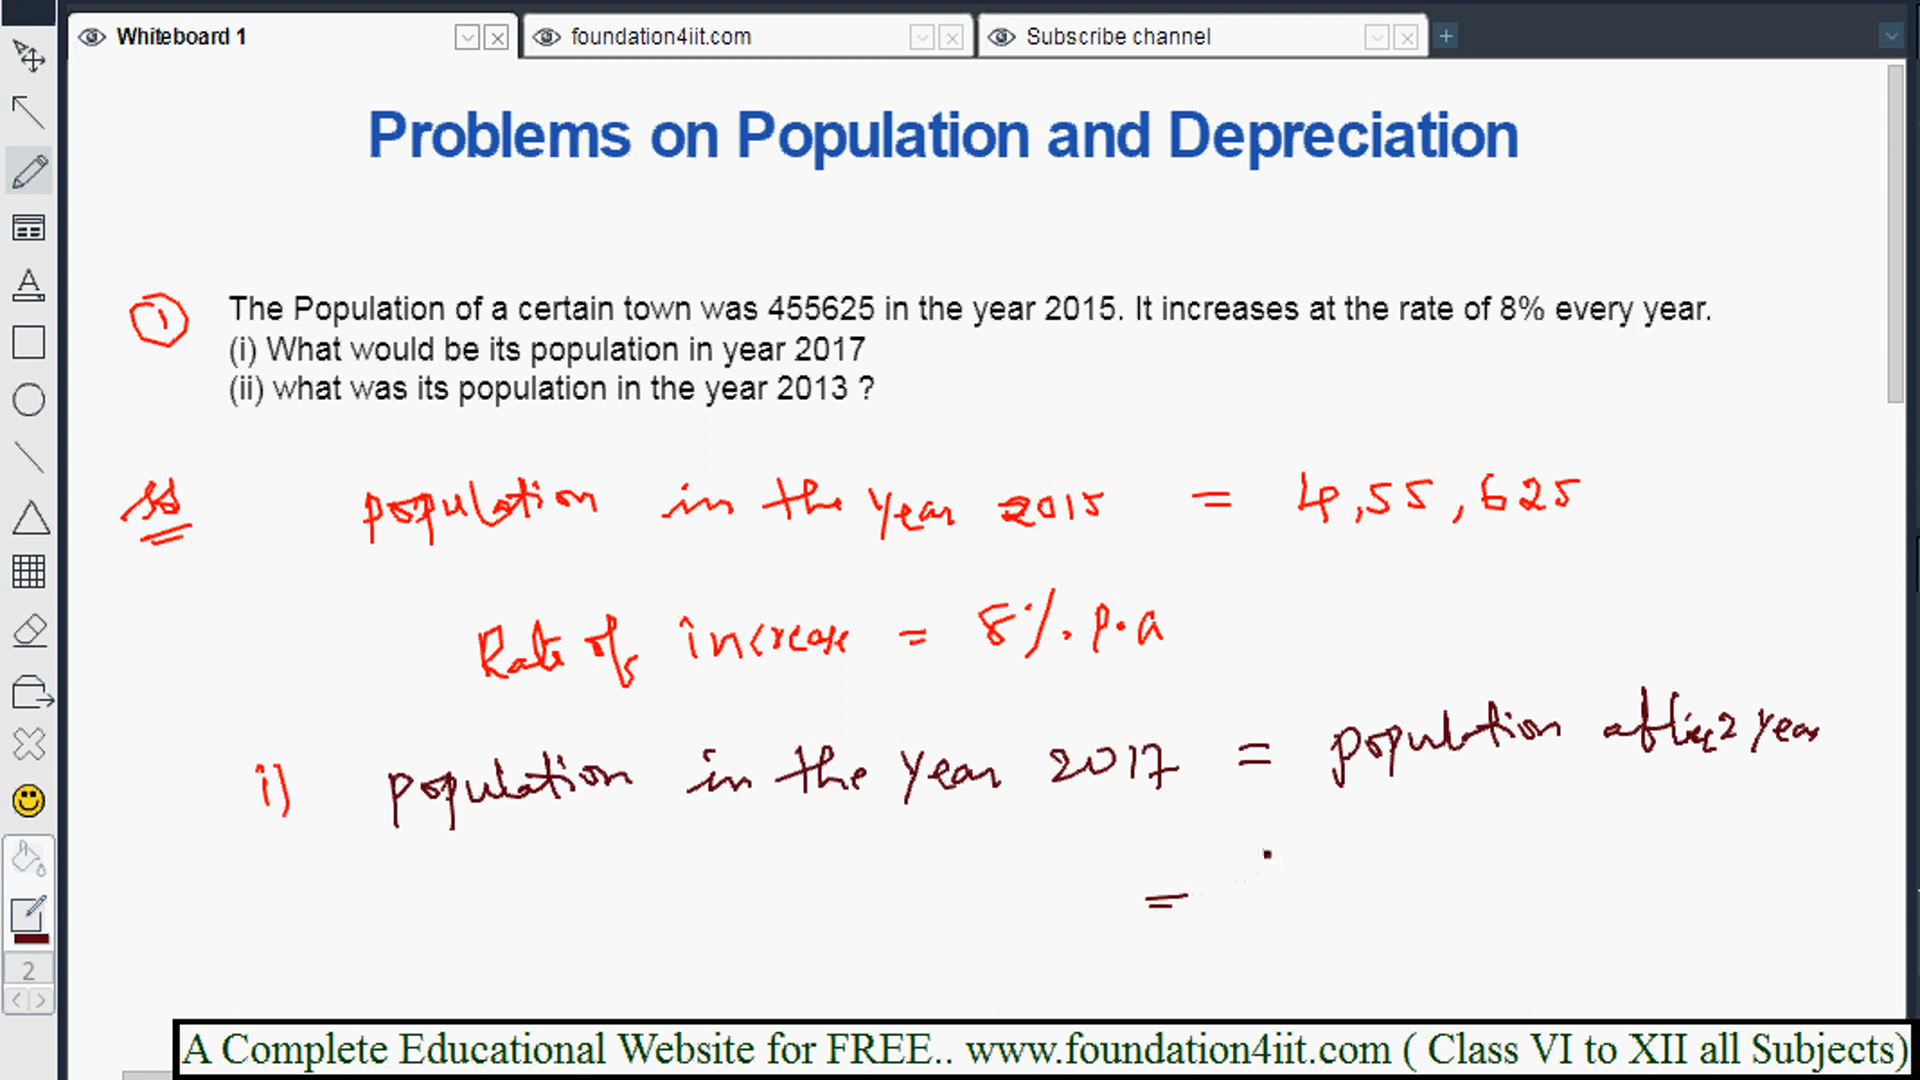 Whiteboard 1
foundation4iit.com
Subscribe channel
Problems on Population and Depreciation
1
The Population of a certain town was 455625 in the year 2015. It increases at the rate of 8% every year.
(i) What would be its population in year 2017
(ii) what was its population in the year 2013 ?
population in the year 2015 = 4,55,625
Rate of increase = 8%. p.a
i) population in the year 2017 = population after 2 year
=
2
A Complete Educational Website for FREE.. www.foundation4iit.com ( Class VI to XII all Subjects)